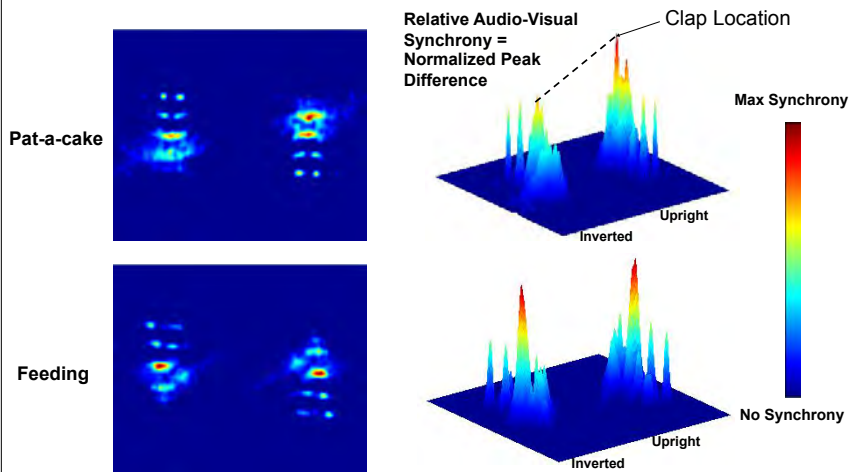 Relative Audio-Visual
Synchrony =
Normalized Peak
Difference
Clap Location
Max Synchrony
Pat-a-cake
Upright
Inverted
Feeding
No Synchrony
Upright
Inverted